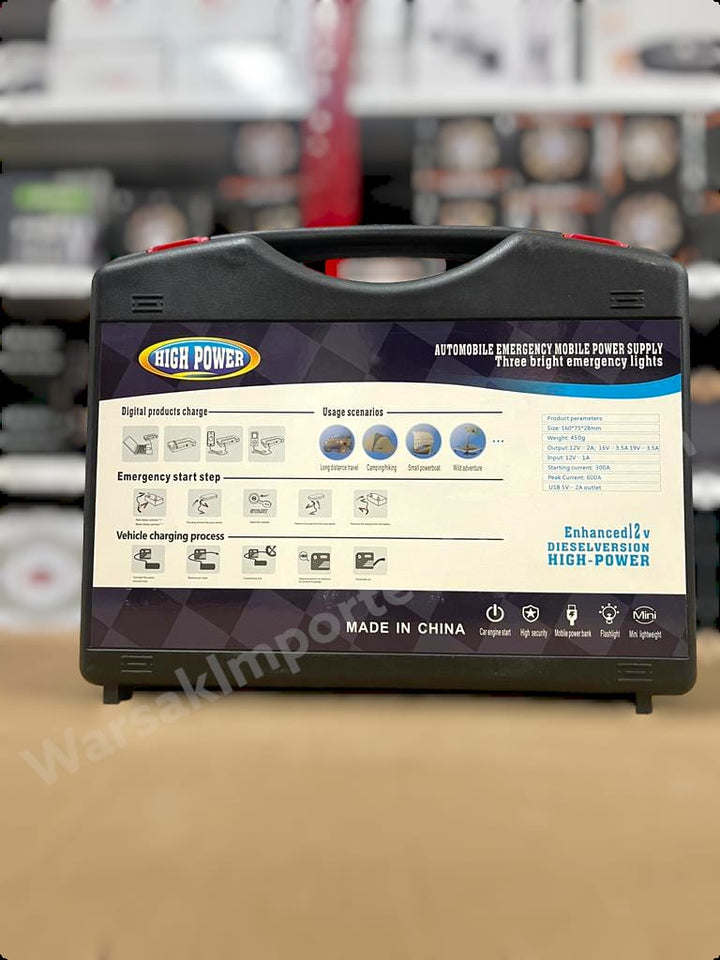 HIGH POWER
AUTOMOBILE EMERGENCY MOBILE POWER SUPPLY
Three bright emergency lights
Digital products charge
Usage scenarios
Long distance travel
Camping/hiking
Small powerboat
Wild adventure
Product parameters:
Size: 160*75*28mm
Weight: 450g
Output:12V⎓2A; 16V⎓3.5A 19V⎓3.5A
Input: 12V⎓1A
Starting current: 300A
Peak Current: 600A
USB 5V⎓2A outlet
Emergency start step
Vehicle charging process
Enhanced12v
DIESELVERSION
HIGH-POWER
MADE IN CHINA
Car engine start
High security
Mobile power bank
Flashlight
Mini
Mini lightweight
WarsakImporte